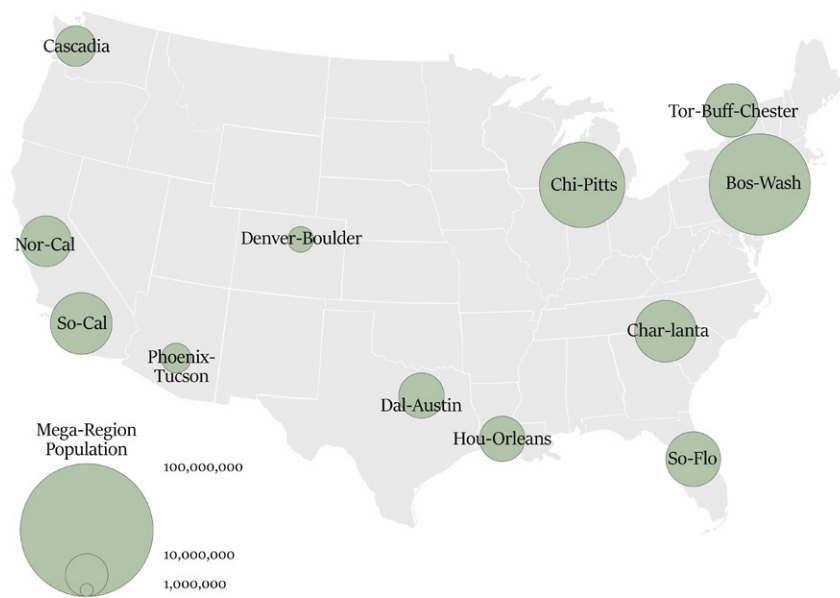 Cascadia
Tor-Buff-Chester
Chi-Pitts
Bos-Wash
Denver-Boulder
Nor-Cal
So-Cal
Char-lanta
Phoenix-
Tucson
Dal-Austin
Hou-Orleans
So-Flo
Mega-Region
Population
100,000,000
10,000,000
1,000,000